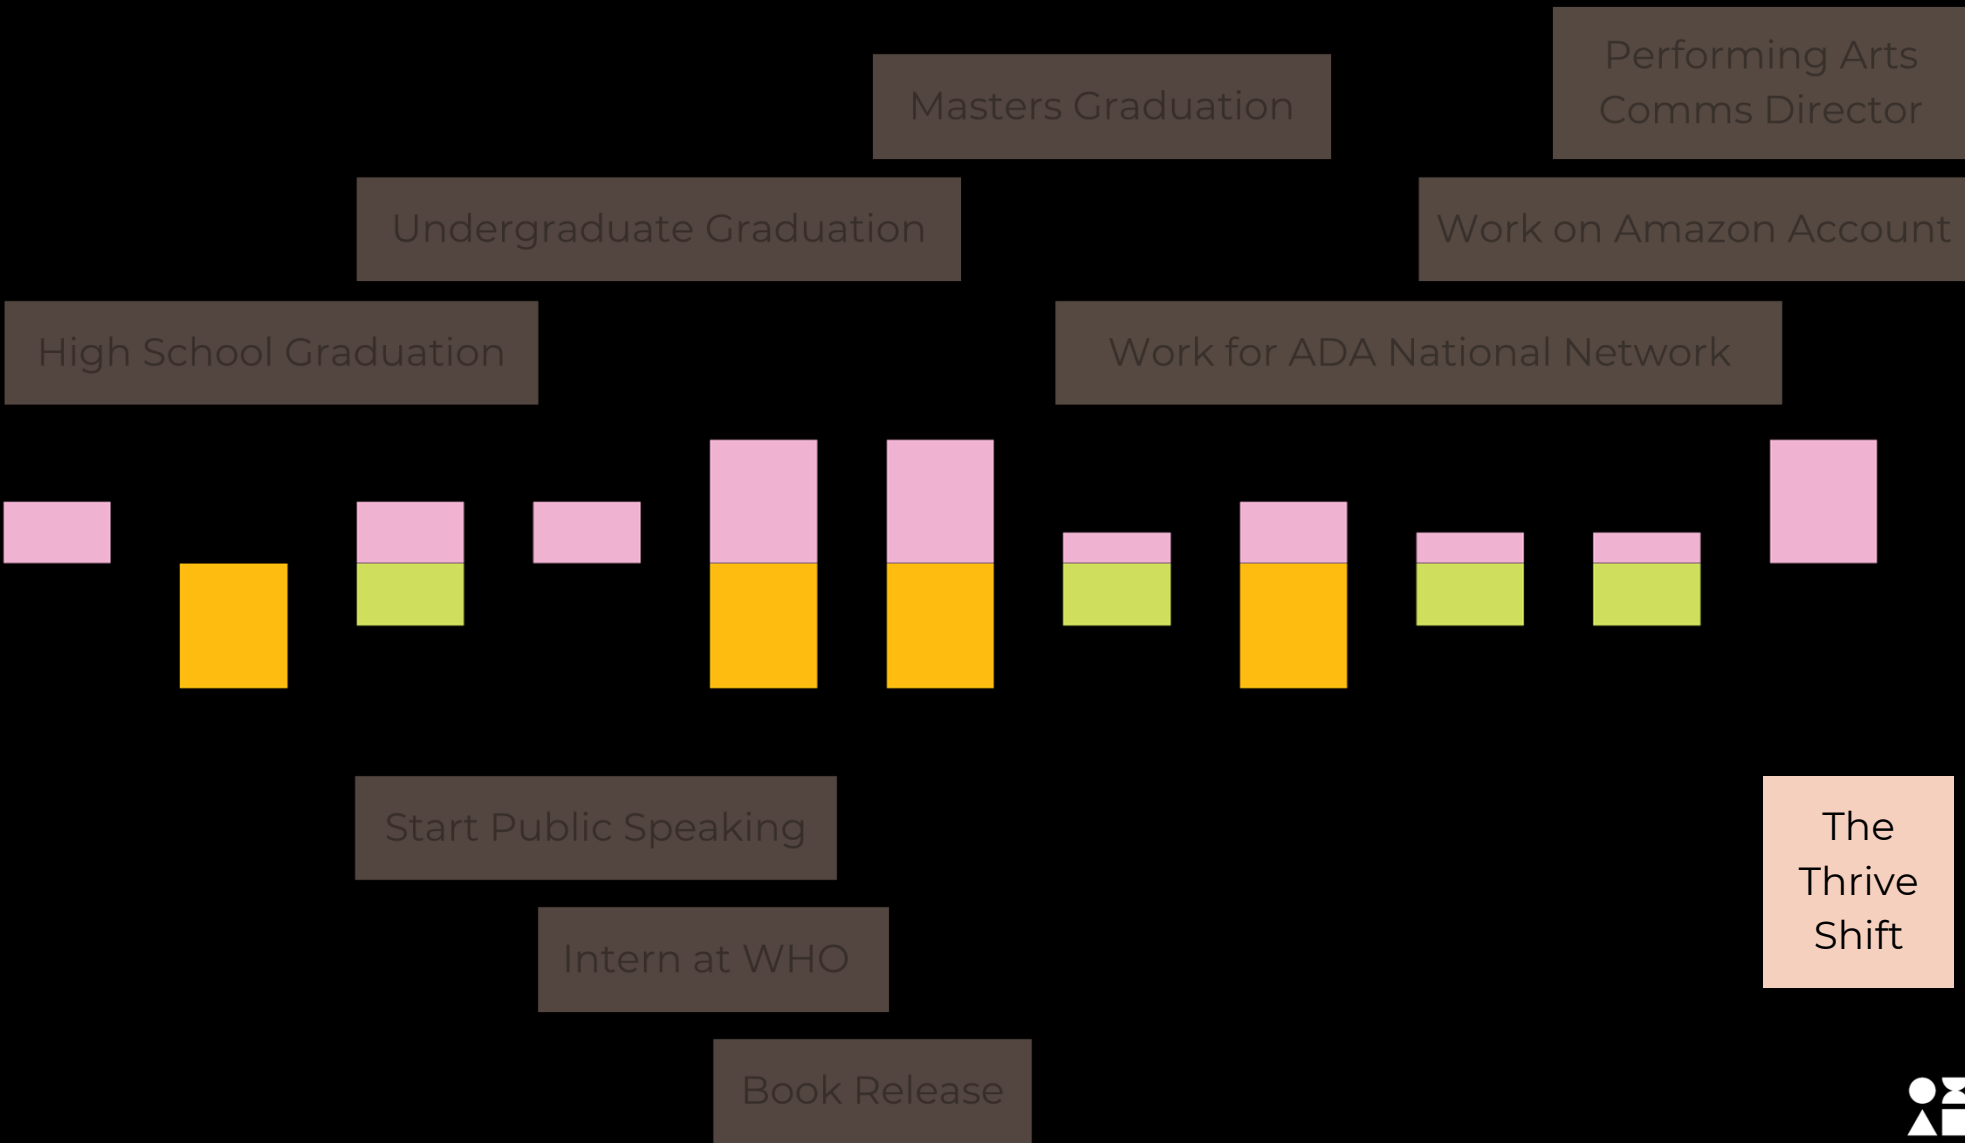 Performing Arts
Comms Director
Masters Graduation
Undergraduate Graduation
Work on Amazon Account
High School Graduation
Work for ADA National Network
Start Public Speaking
The
Thrive
Shift
Intern at WHO
Book Release